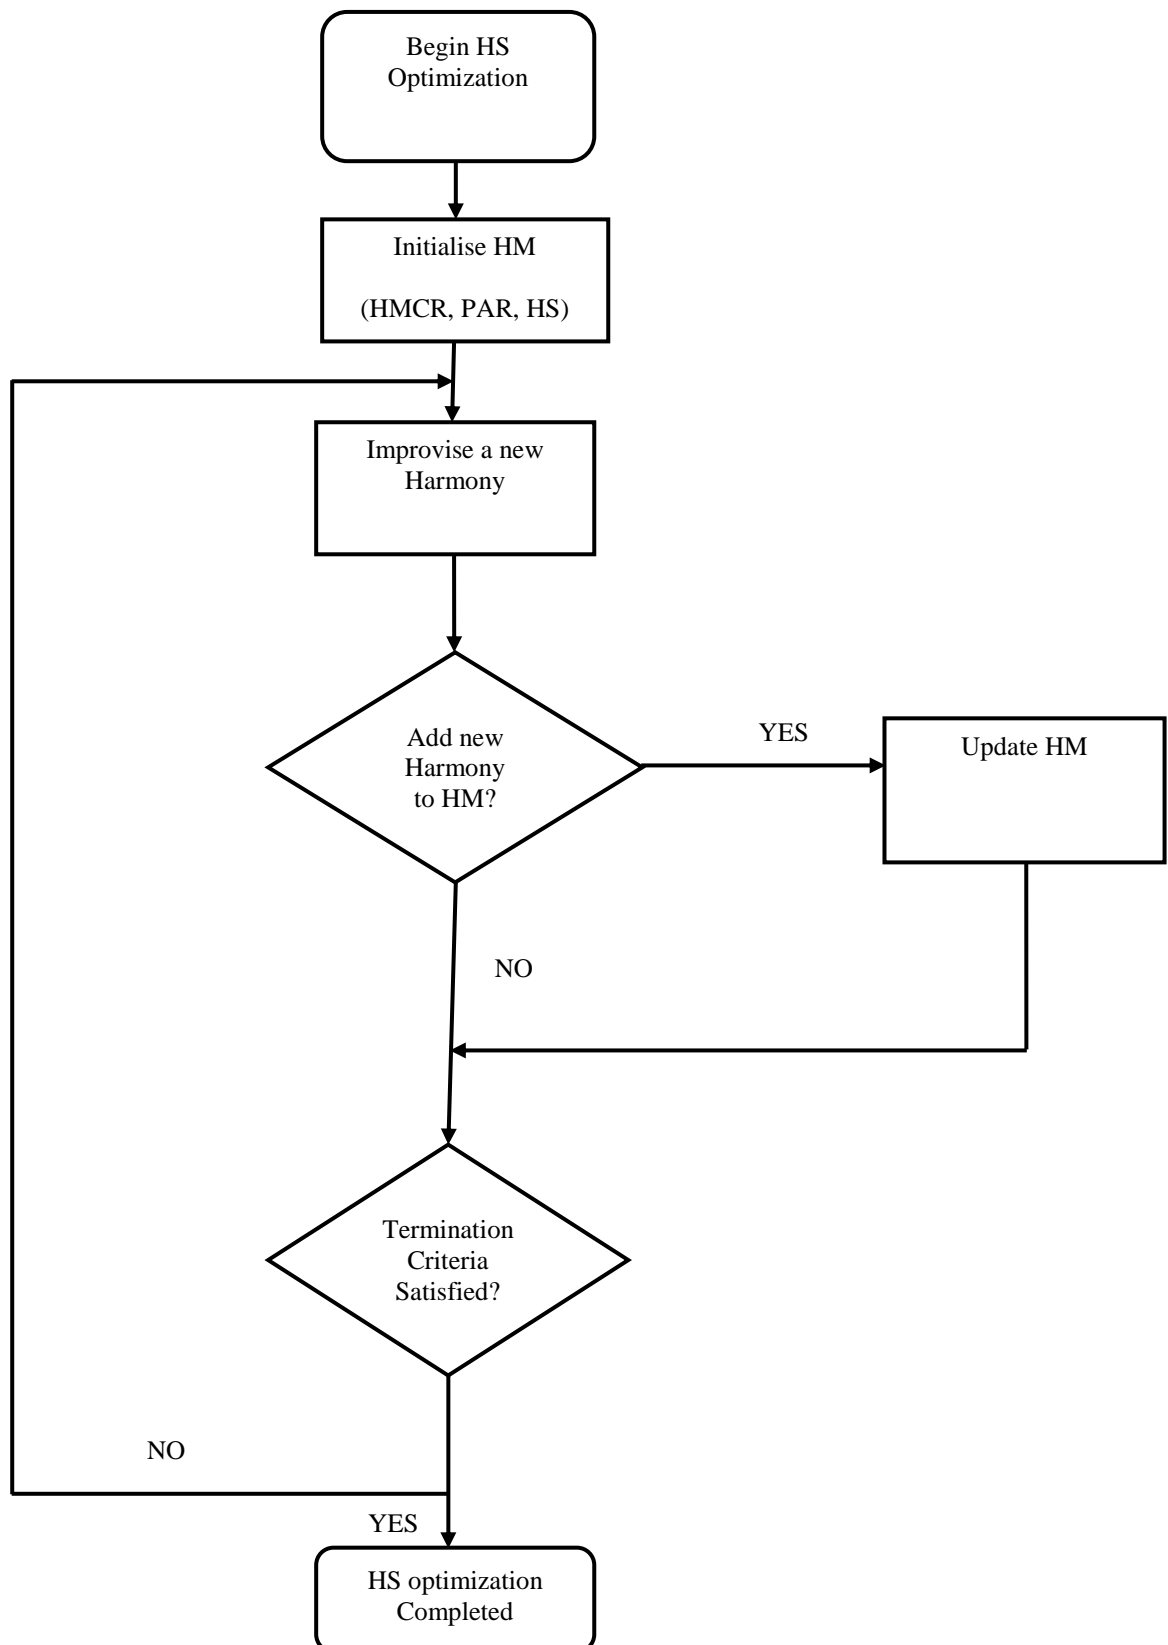 Begin HS
Optimization
Initialise HM
(HMCR, PAR, HS)
Improvise a new
Harmony
Add new
Harmony
to HM?
YES
Update HM
NO
Termination
Criteria
Satisfied?
NO
YES
HS optimization
Completed